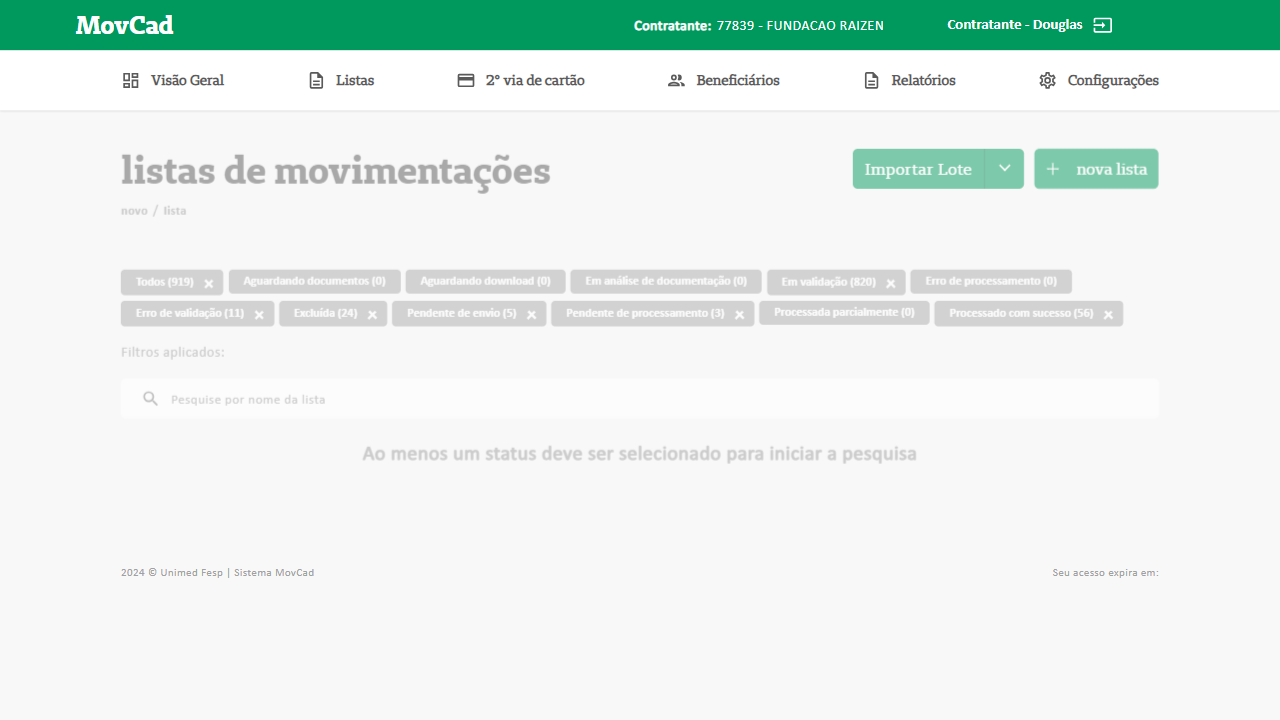 MovCad
Contratante: 77839 - FUNDACAO RAIZEN
Contratante - Douglas
Visão Geral
Listas
2° via de cartão
Beneficiários
Relatórios
Configurações
listas de movimentações
Importar Lote
nova lista
novo / lista
Todos (919)
Aguardando documentos (0)
Aguardando download (0)
Em análise de documentação (0)
Em validação (820)
Erro de processamento (0)
Erro de validação (11)
Excluída (24)
Pendente de envio (5)
Pendente de processamento (3)
Processada parcialmente (0)
Processado com sucesso (56)
Filtros aplicados:
Pesquise por nome da lista
Ao menos um status deve ser selecionado para iniciar a pesquisa
2024 © Unimed Fesp | Sistema MovCad
Seu acesso expira em: